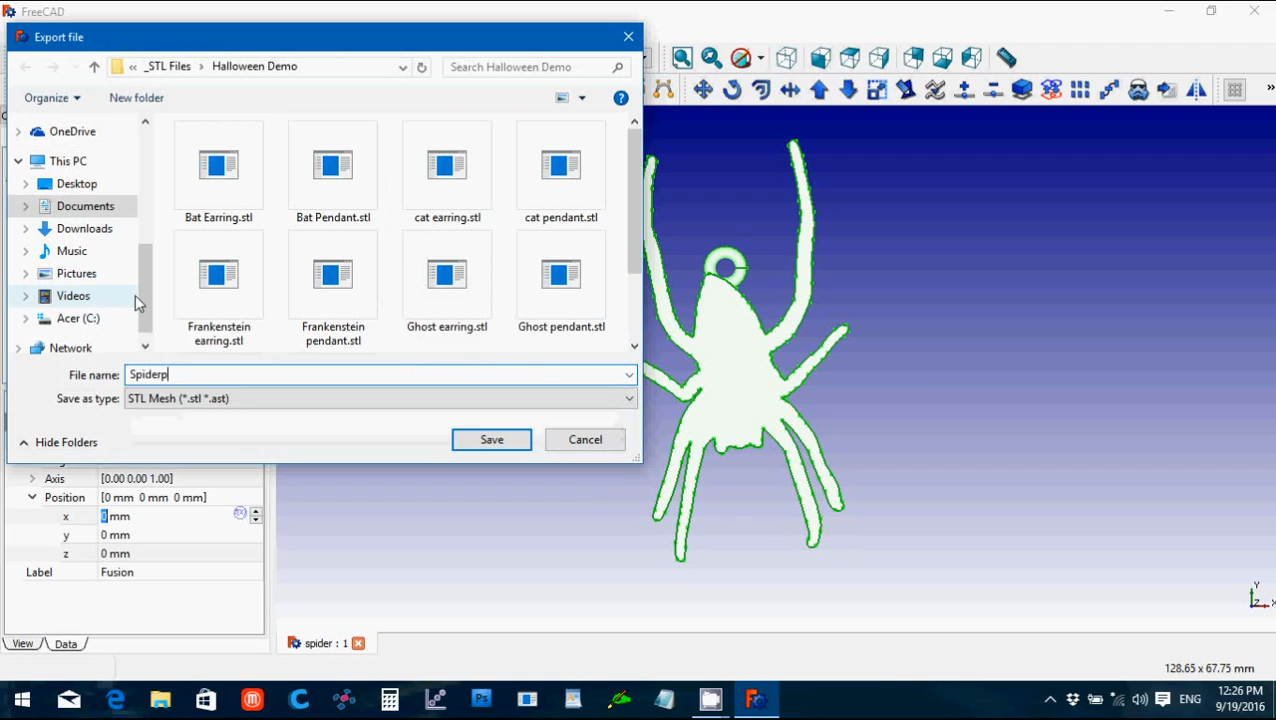 FreeCAD
Export file
« _STL Files › Halloween Demo
Search Halloween Demo
Organize
New folder
OneDrive
This PC
Desktop
Documents
Downloads
Music
Pictures
Videos
Acer (C:)
Network
Bat Earring.stl
Bat Pendant.stl
cat earring.stl
cat pendant.stl
Frankenstein
earring.stl
Frankenstein
pendant.stl
Ghost earring.stl
Ghost pendant.stl
File name: Spiderp
Save as type: STL Mesh (*.stl *.ast)
Hide Folders
Save
Cancel
Axis [0.00 0.00 1.00]
Position [0 mm 0 mm 0 mm]
x 0 mm
y 0 mm
z 0 mm
Label Fusion
View
Data
spider : 1
Y
Z
X
128.65 x 67.75 mm
ENG
12:26 PM
9/19/2016